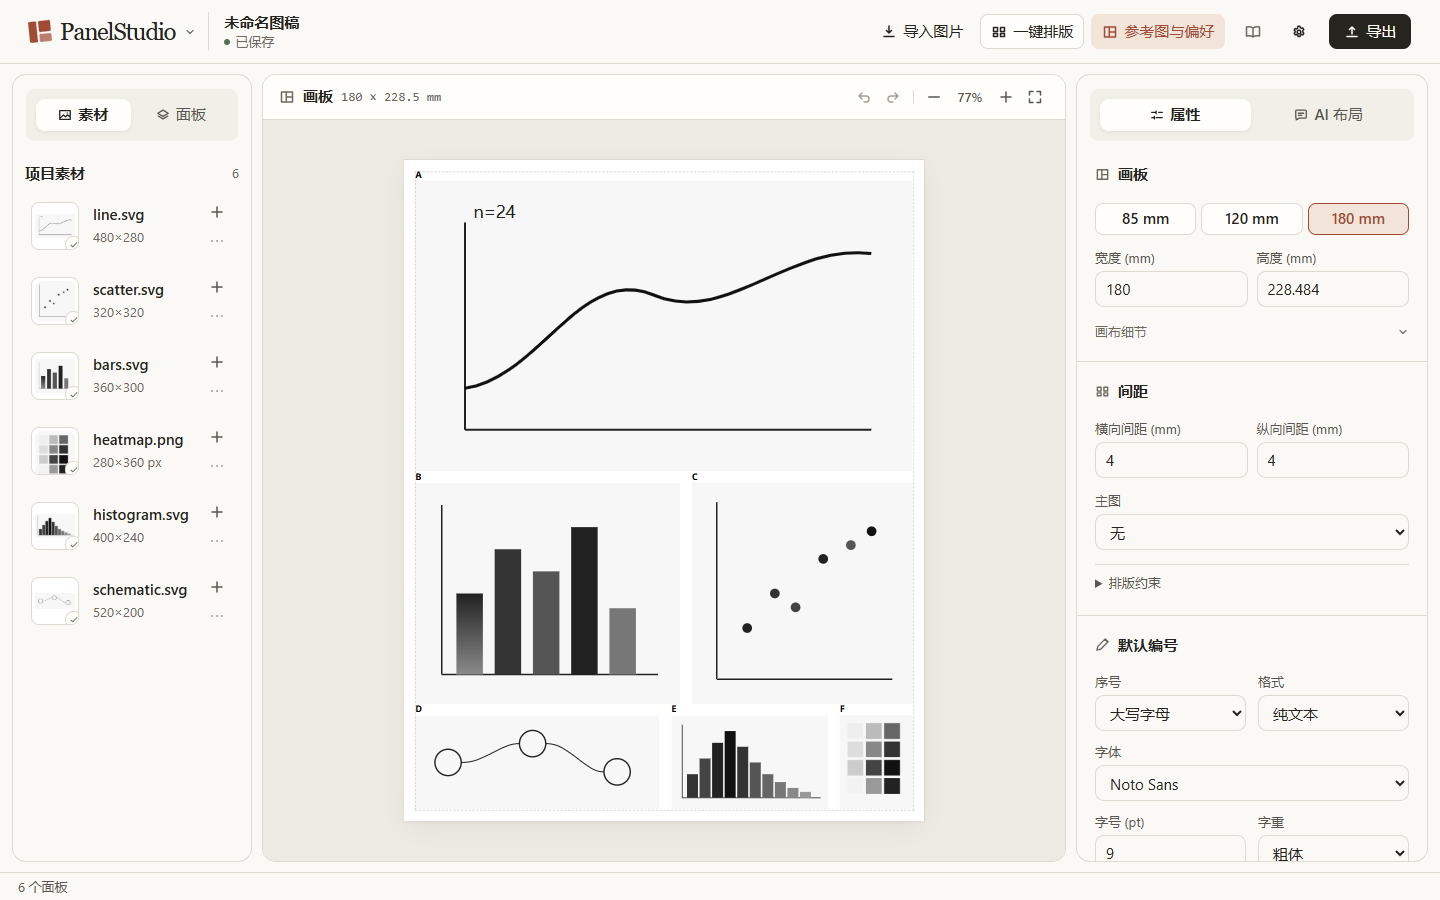 PanelStudio
未命名图稿
已保存
导入图片
一键排版
参考图与偏好
导出
素材
面板
项目素材
6
line.svg
480×280
scatter.svg
320×320
bars.svg
360×300
heatmap.png
280×360 px
histogram.svg
400×240
schematic.svg
520×200
画板 180 × 228.5 mm
77%
A
n=24
B
C
D
E
F
属性
AI 布局
画板
85 mm
120 mm
180 mm
宽度 (mm)
高度 (mm)
180
228.484
画布细节
间距
横向间距 (mm)
纵向间距 (mm)
4
4
主图
无
排版约束
默认编号
序号
格式
大写字母
纯文本
字体
Noto Sans
字号 (pt)
字重
9
粗体
6 个面板